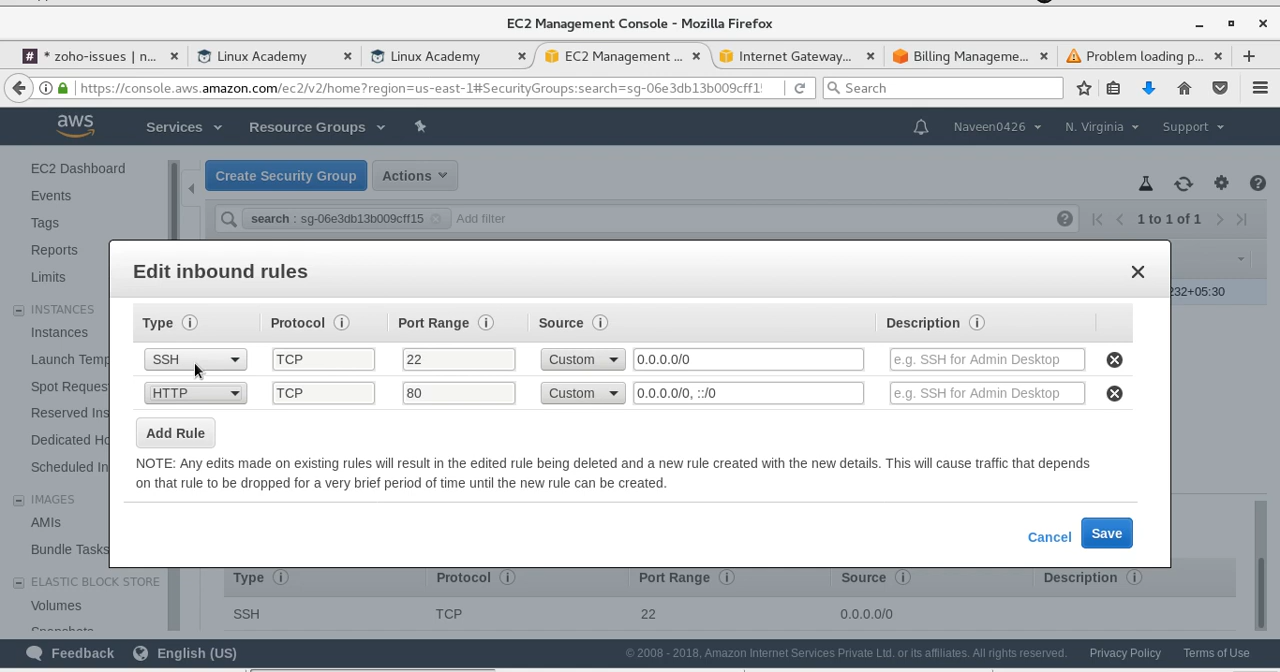 EC2 Management Console - Mozilla Firefox
* zoho-issues | n...
Linux Academy
Linux Academy
EC2 Management ...
Internet Gateway...
Billing Manageme...
Problem loading p...
https://console.aws.amazon.com/ec2/v2/home?region=us-east-1#SecurityGroups:search=sg-06e3db13b009cff1
Search
aws
Services
Resource Groups
Naveen0426
N. Virginia
Support
EC2 Dashboard
Events
Tags
Reports
Limits
INSTANCES
Instances
Launch Temp
Spot Reques
Reserved Ins
Dedicated Ho
Scheduled In
IMAGES
AMIs
Bundle Tasks
ELASTIC BLOCK STORE
Volumes
Create Security Group
Actions
search : sg-06e3db13b009cff15
Add filter
1 to 1 of 1
232+05:30
Edit inbound rules
Type Protocol Port Range Source Description
SSH TCP 22 Custom 0.0.0.0/0 e.g. SSH for Admin Desktop
HTTP TCP 80 Custom 0.0.0.0/0, ::/0 e.g. SSH for Admin Desktop
Add Rule
NOTE: Any edits made on existing rules will result in the edited rule being deleted and a new rule created with the new details. This will cause traffic that depends
on that rule to be dropped for a very brief period of time until the new rule can be created.
Cancel
Save
Type Protocol Port Range Source Description
SSH TCP 22 0.0.0.0/0
Feedback
English (US)
© 2008 - 2018, Amazon Internet Services Private Ltd. or its affiliates. All rights reserved.
Privacy Policy
Terms of Use